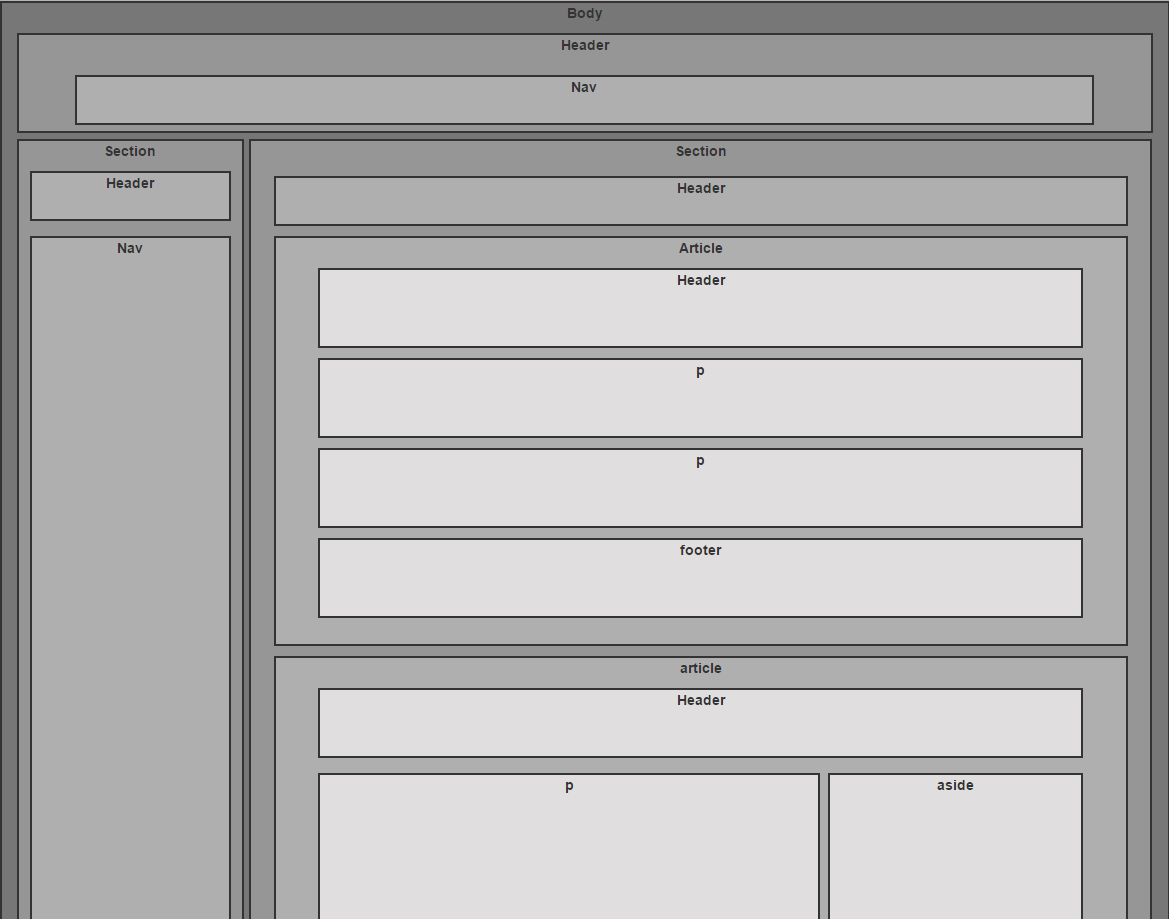 Body
Header
Nav
Section
Header
Nav
Section
Header
Article
Header
p
p
footer
article
Header
p
aside